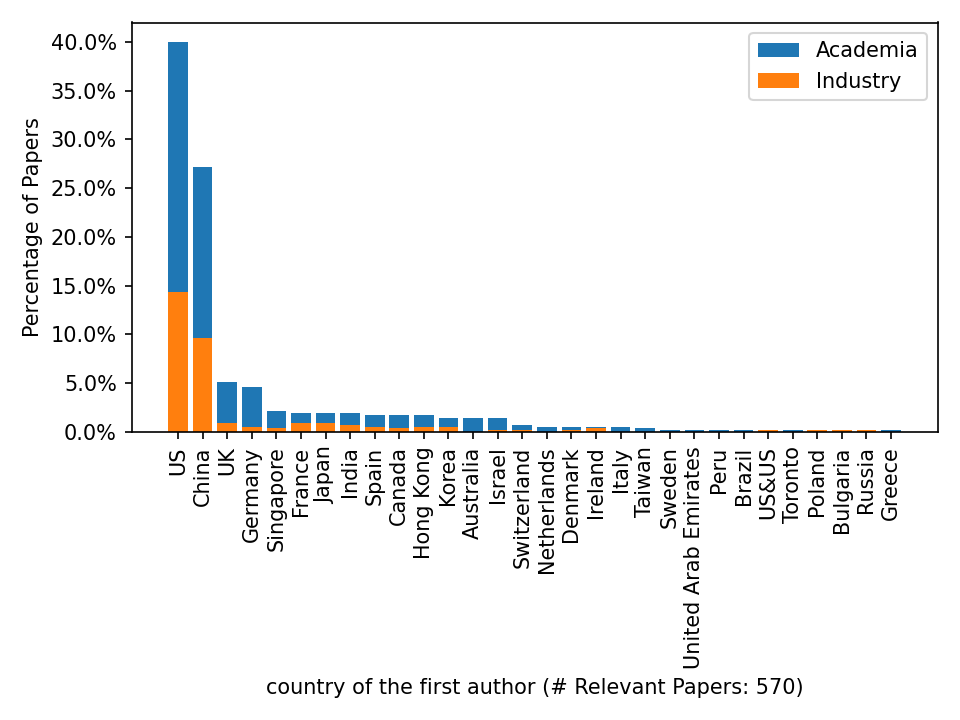 40.0%
35.0%
30.0%
25.0%
20.0%
15.0%
10.0%
5.0%
0.0%
Percentage of Papers
Academia
Industry
US
China
UK
Germany
Singapore
France
Japan
India
Spain
Canada
Hong Kong
Korea
Australia
Israel
Switzerland
Netherlands
Denmark
Ireland
Italy
Taiwan
Sweden
United Arab Emirates
Peru
Brazil
US&US
Toronto
Poland
Bulgaria
Russia
Greece
country of the first author (# Relevant Papers: 570)